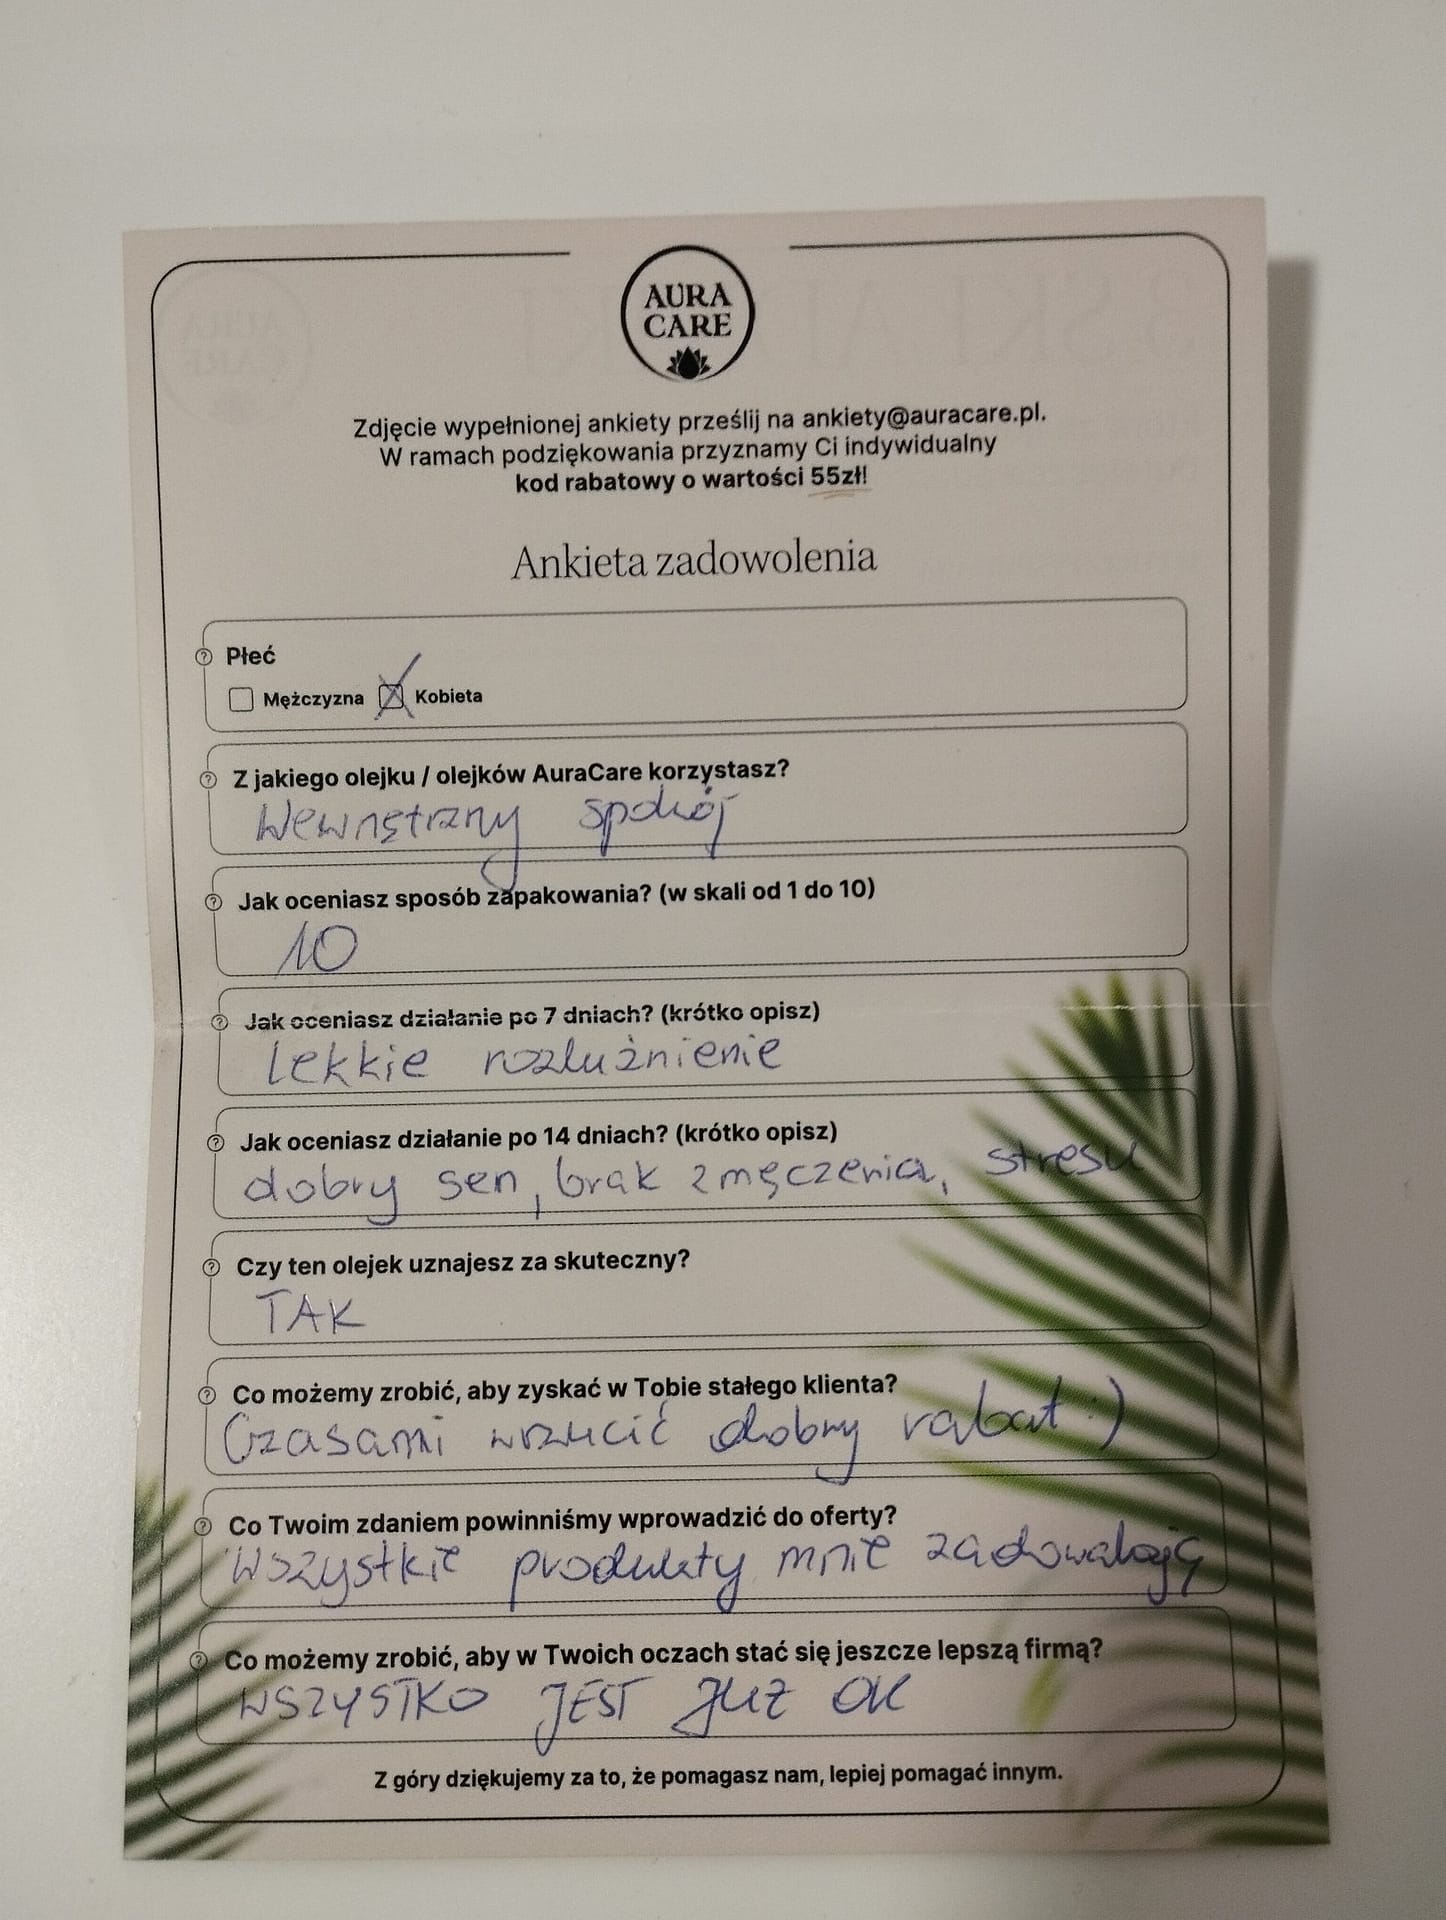 AURA
CARE
Zdjęcie wypełnionej ankiety prześlij na ankiety@auracare.pl.
W ramach podziękowania przyznamy Ci indywidualny
kod rabatowy o wartości 55zł!
Ankieta zadowolenia
Płeć
Mężczyzna Kobieta
Z jakiego olejku / olejków AuraCare korzystasz?
Wewnętrzny spokój
Jak oceniasz sposób zapakowania? (w skali od 1 do 10)
10
Jak oceniasz działanie po 7 dniach? (krótko opisz)
lekkie rozluźnienie
Jak oceniasz działanie po 14 dniach? (krótko opisz)
dobry sen, brak zmęczenia, stresu
Czy ten olejek uznajesz za skuteczny?
TAK
Co możemy zrobić, aby zyskać w Tobie stałego klienta?
Czasami wrzucić dobry rabat :)
Co Twoim zdaniem powinniśmy wprowadzić do oferty?
Wszystkie produkty mnie zadowalają
Co możemy zrobić, aby w Twoich oczach stać się jeszcze lepszą firmą?
WSZYSTKO JEST JUŻ OK
Z góry dziękujemy za to, że pomagasz nam, lepiej pomagać innym.